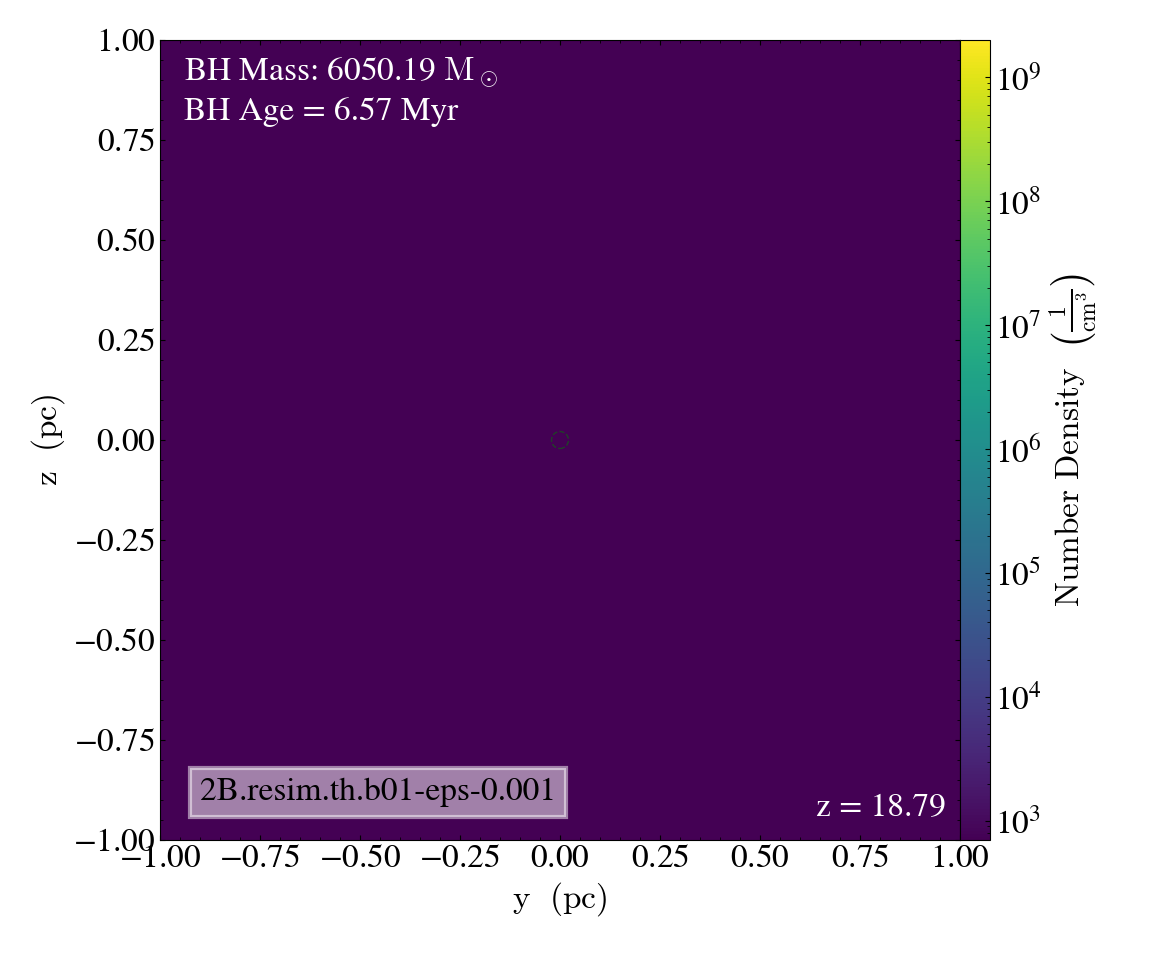 BH Mass: 6050.19 M⊙
BH Age = 6.57 Myr
1.00
0.75
0.50
0.25
0.00
−0.25
−0.50
−0.75
−1.00
z (pc)
2B.resim.th.b01-eps-0.001
z = 18.79
−1.00 −0.75 −0.50 −0.25 0.00 0.25 0.50 0.75 1.00
y (pc)
10⁹
10⁸
10⁷
10⁶
10⁵
10⁴
10³
Number Density (1/cm³)